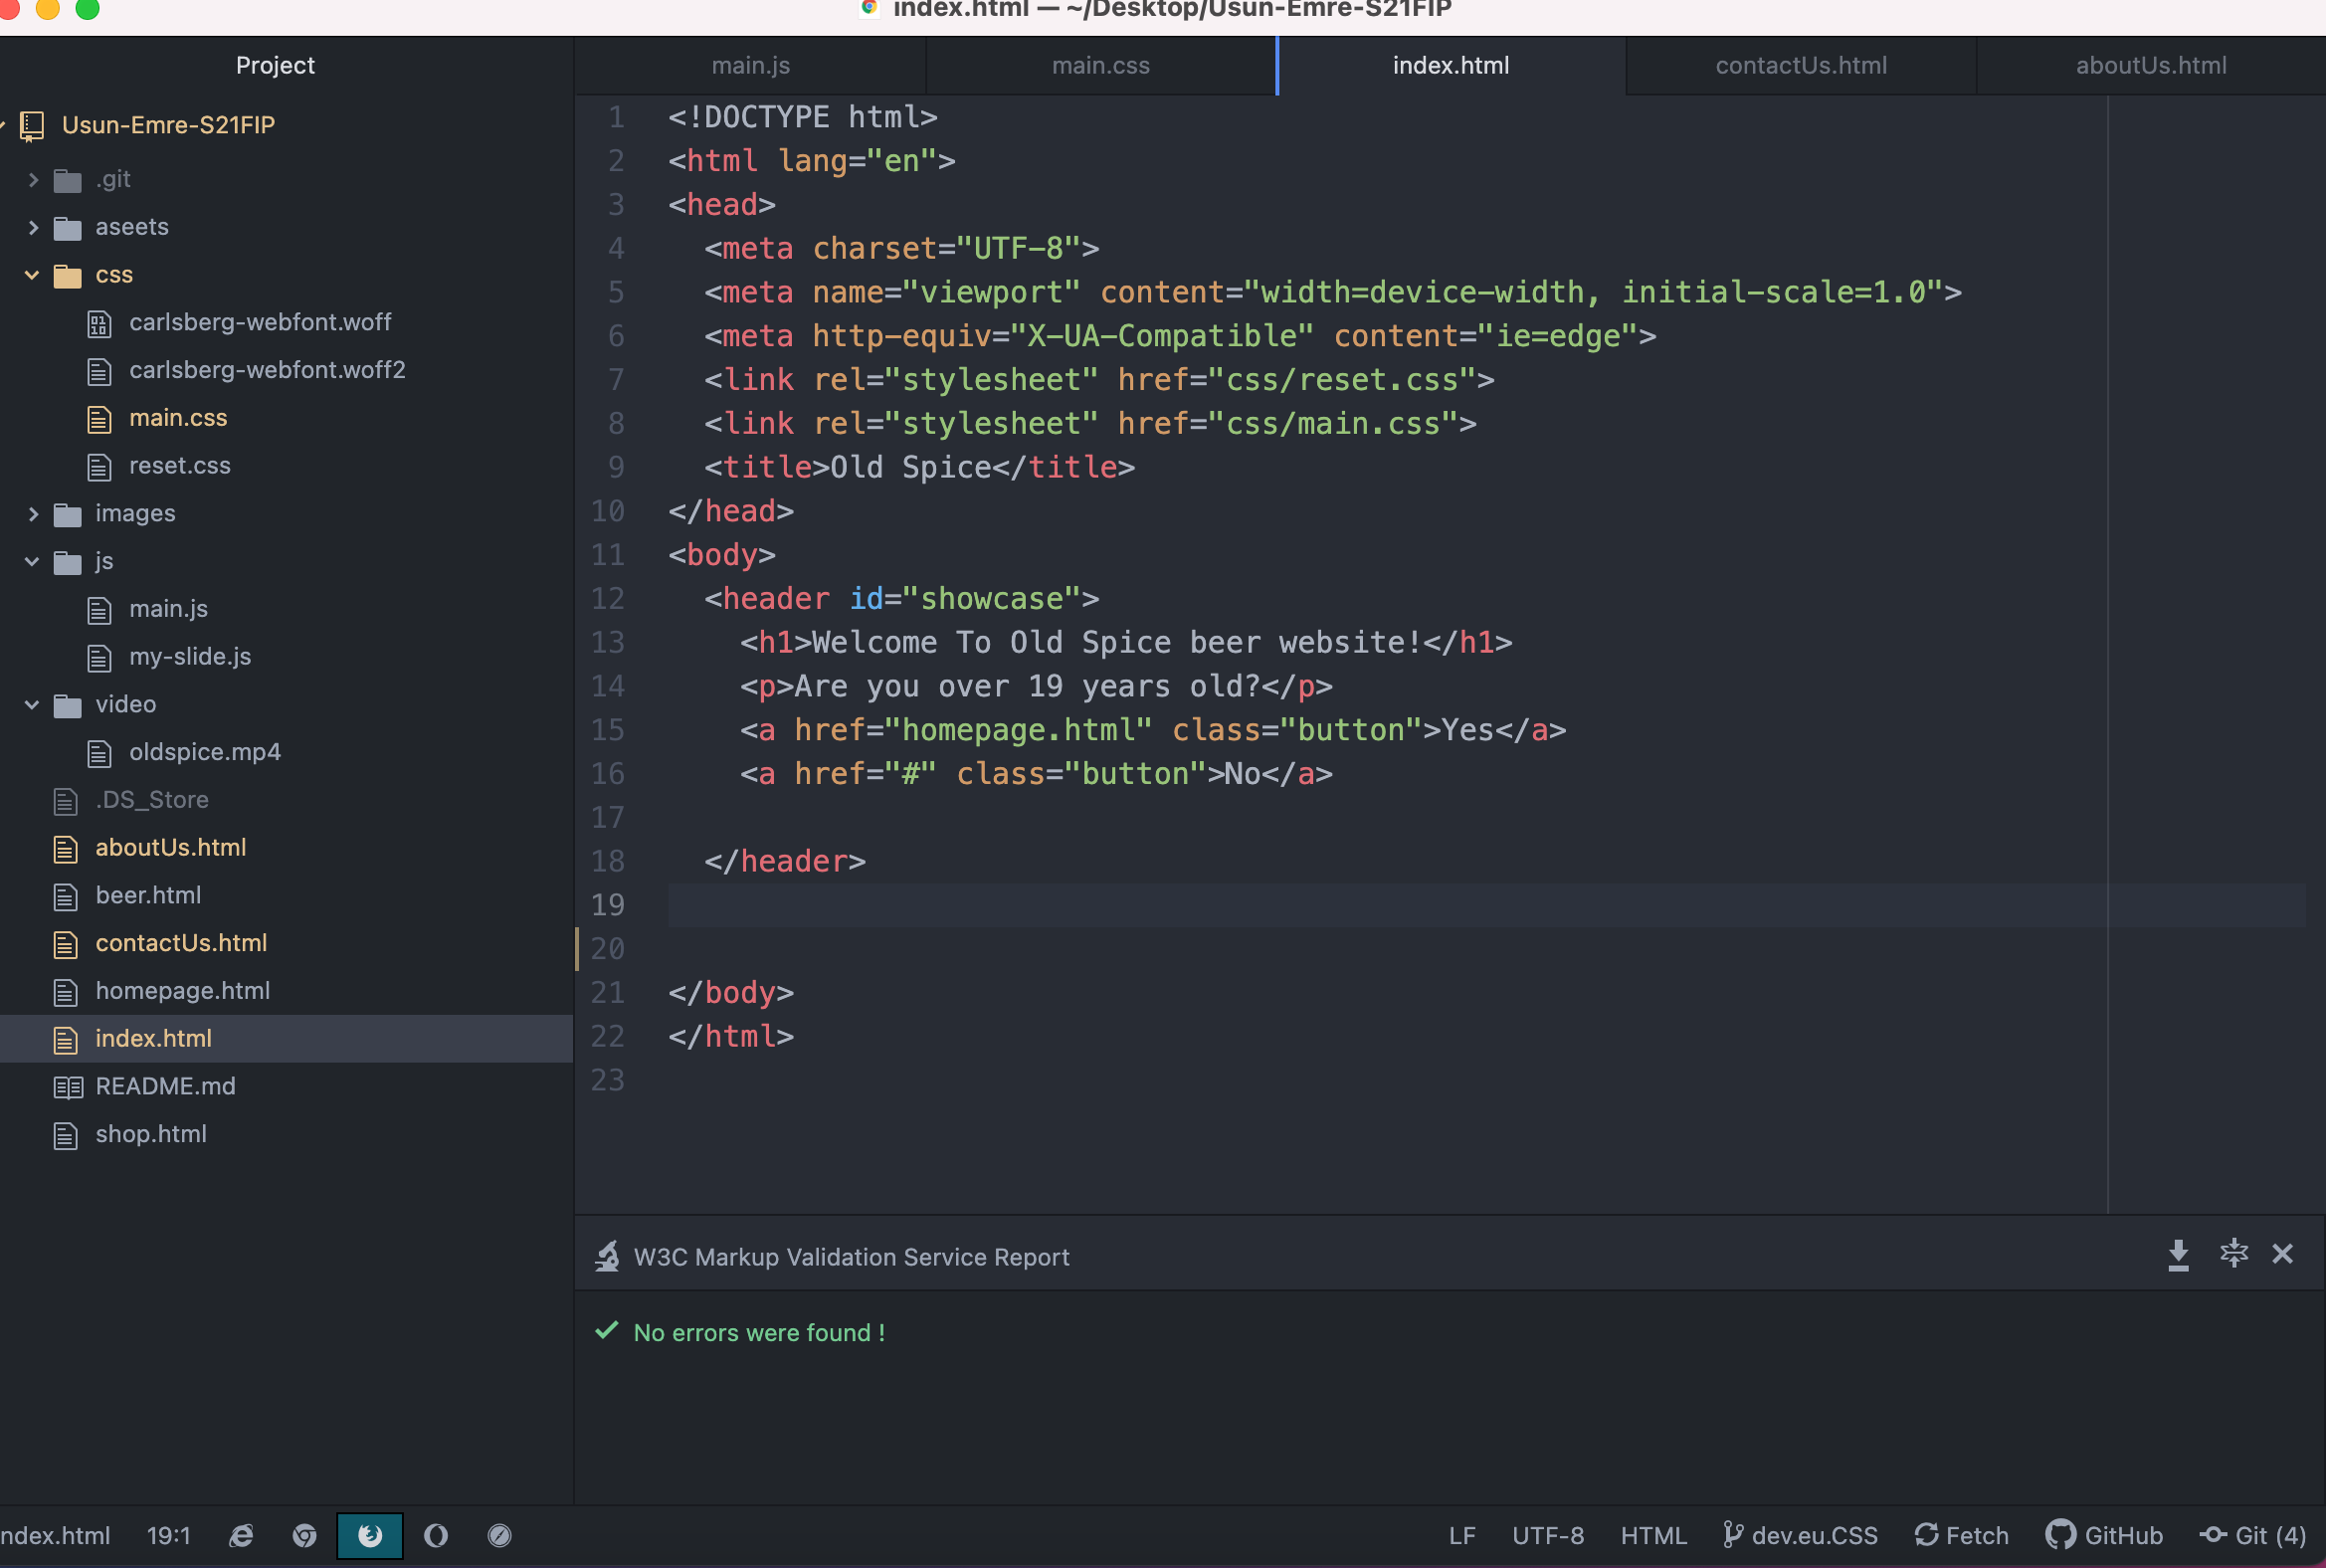 index.html — ~/Desktop/Usun-Emre-S21FIP
Project
main.js
main.css
index.html
contactUs.html
aboutUs.html
Usun-Emre-S21FIP
.git
aseets
css
carlsberg-webfont.woff
carlsberg-webfont.woff2
main.css
reset.css
images
js
main.js
my-slide.js
video
oldspice.mp4
.DS_Store
aboutUs.html
beer.html
contactUs.html
homepage.html
index.html
README.md
shop.html
1 <!DOCTYPE html>
2 <html lang="en">
3 <head>
4   <meta charset="UTF-8">
5   <meta name="viewport" content="width=device-width, initial-scale=1.0">
6   <meta http-equiv="X-UA-Compatible" content="ie=edge">
7   <link rel="stylesheet" href="css/reset.css">
8   <link rel="stylesheet" href="css/main.css">
9   <title>Old Spice</title>
10 </head>
11 <body>
12   <header id="showcase">
13     <h1>Welcome To Old Spice beer website!</h1>
14     <p>Are you over 19 years old?</p>
15     <a href="homepage.html" class="button">Yes</a>
16     <a href="#" class="button">No</a>
17
18   </header>
19
20
21 </body>
22 </html>
23
W3C Markup Validation Service Report
No errors were found !
ndex.html 19:1
LF UTF-8 HTML dev.eu.CSS Fetch GitHub Git (4)